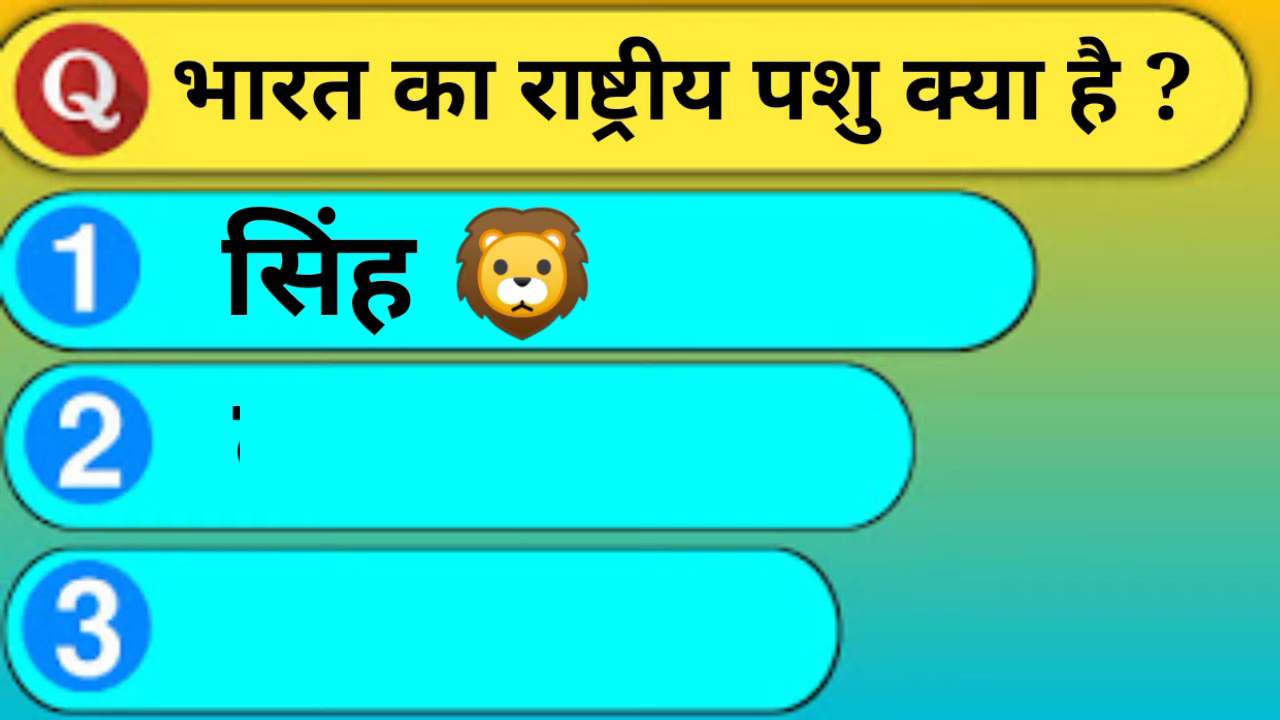 Q भारत का राष्ट्रीय पशु क्या है ?
1 सिंह 🦁
2
3